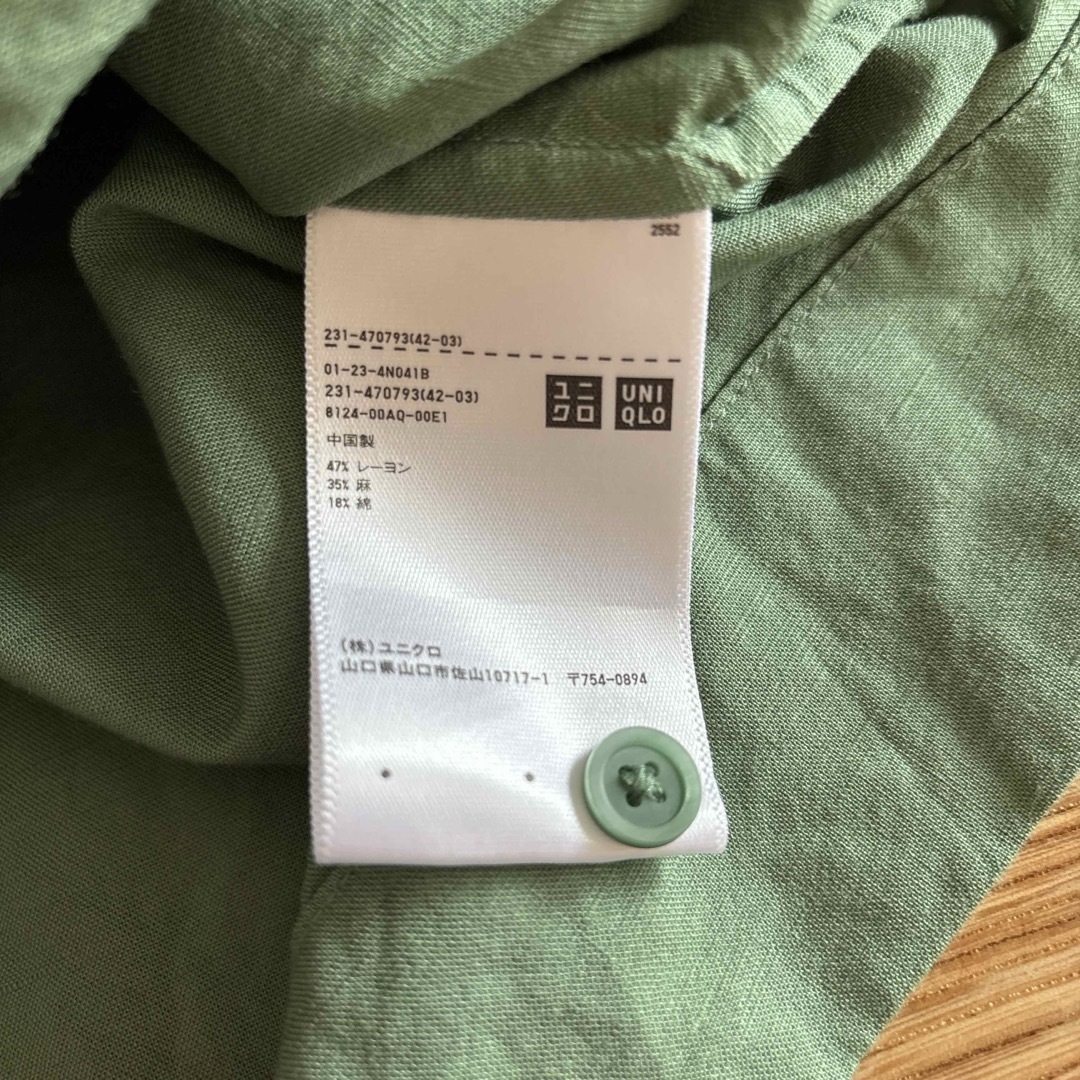 2552
231-470793(42-03)
01-23-4N041B
231-470793(42-03)
8124-00AQ-00E1
ユニ
クロ
UNI
QLO
中国製
47% レーヨン
35% 麻
18% 綿
(株)ユニクロ
山口県山口市佐山10717-1 〒754-0894